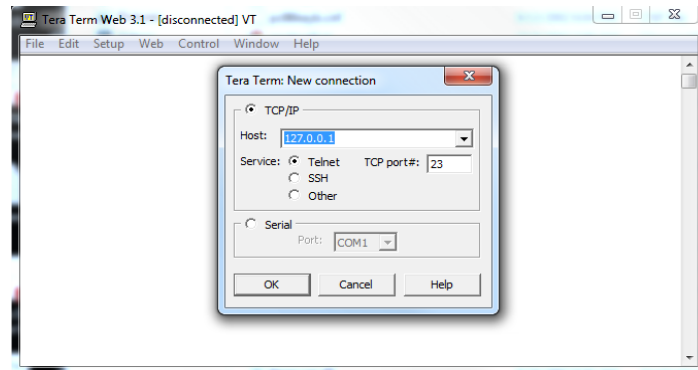 Tera Term Web 3.1 - [disconnected] VT
File Edit Setup Web Control Window Help
Tera Term: New connection
TCP/IP
Host: 127.0.0.1
Service: Telnet TCP port#: 23
SSH
Other
Serial
Port: COM1
OK Cancel Help